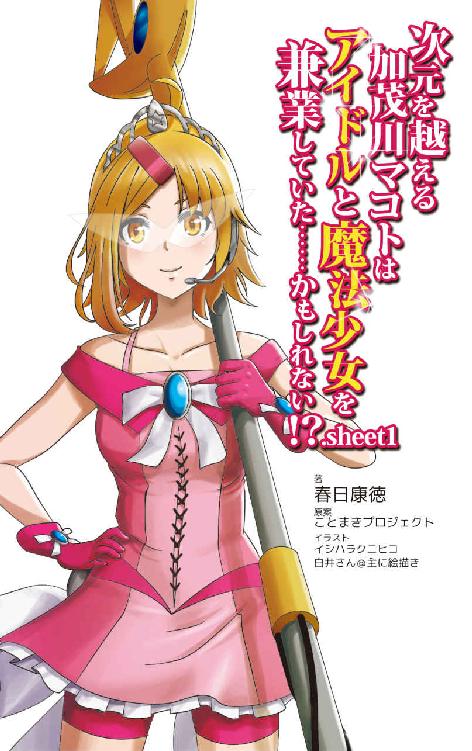 次元を越える
加茂川マコトは
アイドルと魔法少女を
兼業していた……かもしれない!?.sheet1
著
春日康徳
原案
ことまきプロジェクト
イラスト
イシハラクニヒコ
白井さん@主に絵描き